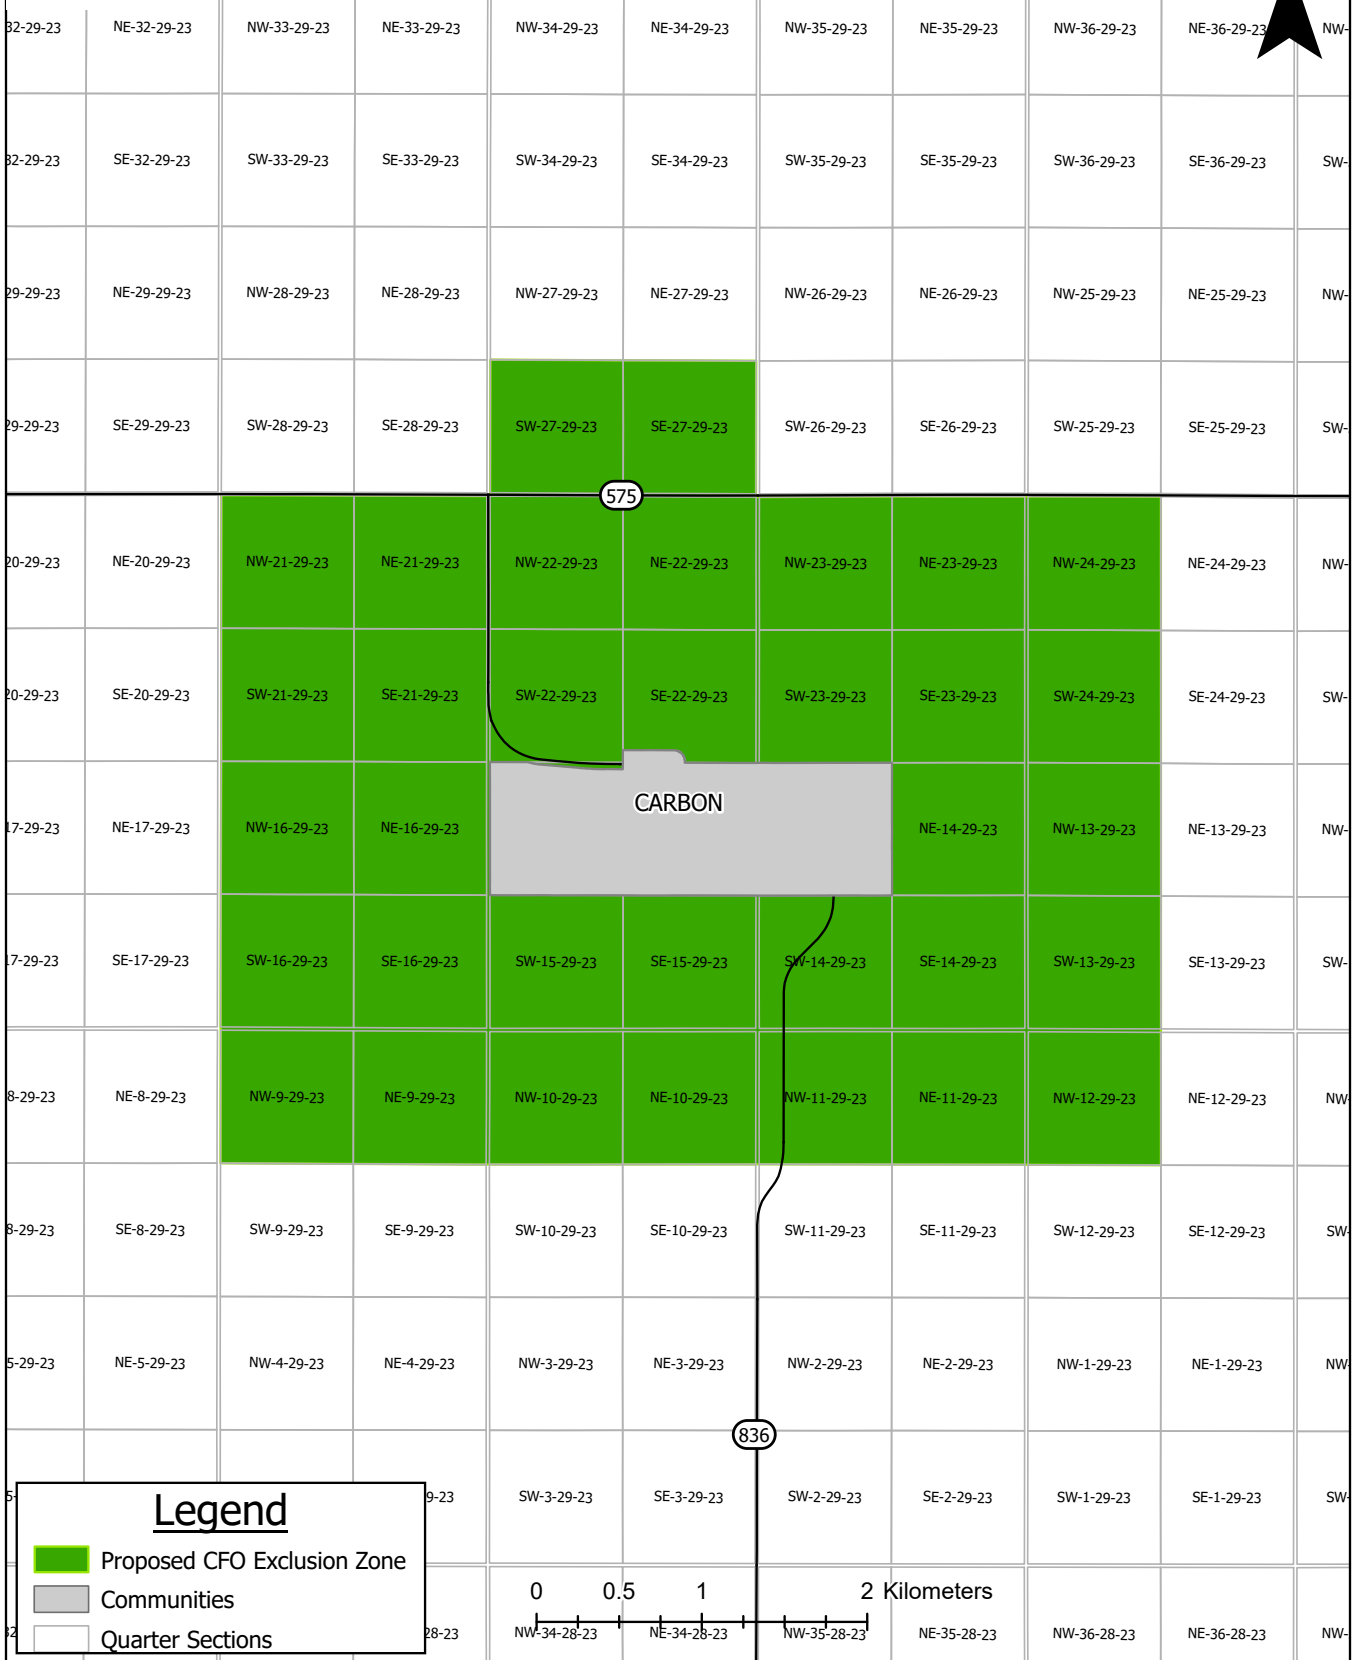 32-29-23 NE-32-29-23 NW-33-29-23 NE-33-29-23 NW-34-29-23 NE-34-29-23 NW-35-29-23 NE-35-29-23 NW-36-29-23 NE-36-29-23 NW-
32-29-23 SE-32-29-23 SW-33-29-23 SE-33-29-23 SW-34-29-23 SE-34-29-23 SW-35-29-23 SE-35-29-23 SW-36-29-23 SE-36-29-23 SW-
29-29-23 NE-29-29-23 NW-28-29-23 NE-28-29-23 NW-27-29-23 NE-27-29-23 NW-26-29-23 NE-26-29-23 NW-25-29-23 NE-25-29-23 NW-
29-29-23 SE-29-29-23 SW-28-29-23 SE-28-29-23 SW-27-29-23 SE-27-29-23 SW-26-29-23 SE-26-29-23 SW-25-29-23 SE-25-29-23 SW-
575
20-29-23 NE-20-29-23 NW-21-29-23 NE-21-29-23 NW-22-29-23 NE-22-29-23 NW-23-29-23 NE-23-29-23 NW-24-29-23 NE-24-29-23 NW-
20-29-23 SE-20-29-23 SW-21-29-23 SE-21-29-23 SW-22-29-23 SE-22-29-23 SW-23-29-23 SE-23-29-23 SW-24-29-23 SE-24-29-23 SW-
CARBON
17-29-23 NE-17-29-23 NW-16-29-23 NE-16-29-23 NE-14-29-23 NW-13-29-23 NE-13-29-23 NW-
17-29-23 SE-17-29-23 SW-16-29-23 SE-16-29-23 SW-15-29-23 SE-15-29-23 SW-14-29-23 SE-14-29-23 SW-13-29-23 SE-13-29-23 SW-
8-29-23 NE-8-29-23 NW-9-29-23 NE-9-29-23 NW-10-29-23 NE-10-29-23 NW-11-29-23 NE-11-29-23 NW-12-29-23 NE-12-29-23 NW-
8-29-23 SE-8-29-23 SW-9-29-23 SE-9-29-23 SW-10-29-23 SE-10-29-23 SW-11-29-23 SE-11-29-23 SW-12-29-23 SE-12-29-23 SW-
5-29-23 NE-5-29-23 NW-4-29-23 NE-4-29-23 NW-3-29-23 NE-3-29-23 NW-2-29-23 NE-2-29-23 NW-1-29-23 NE-1-29-23 NW-
836
5- 9-23 SW-3-29-23 SE-3-29-23 SW-2-29-23 SE-2-29-23 SW-1-29-23 SE-1-29-23 SW-
Legend
Proposed CFO Exclusion Zone
Communities
Quarter Sections
0 0.5 1 2 Kilometers
32 28-23 NW-34-28-23 NE-34-28-23 NW-35-28-23 NE-35-28-23 NW-36-28-23 NE-36-28-23 NW-